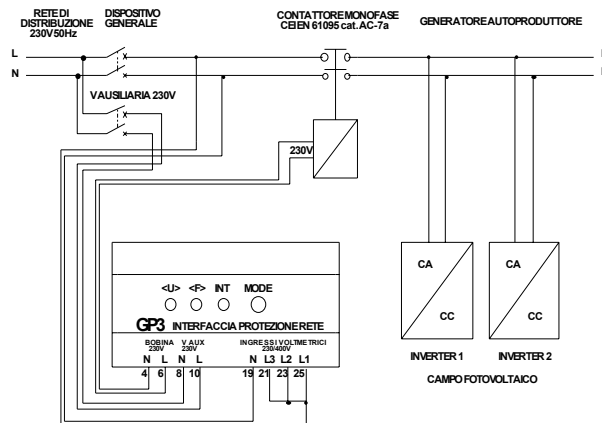 RETE DI
DISTRIBUZIONE
230V 50Hz
DISPOSITIVO
GENERALE
CONTATTORE MONOFASE
CEI EN 61095 cat. AC-7a
GENERATORE AUTOPRODUTTORE
L
N
V AUSILIARIA 230V
230V
<U> <F> INT MODE
GP3 INTERFACCIA PROTEZIONE RETE
BOBINA
230V
V AUX
230V
INGRESSI VOLTMETRICI
230/400V
N L N L N L3 L2 L1
4 6 8 10 19 21 23 25
CA
CC
CA
CC
INVERTER 1
INVERTER 2
CAMPO FOTOVOLTAICO